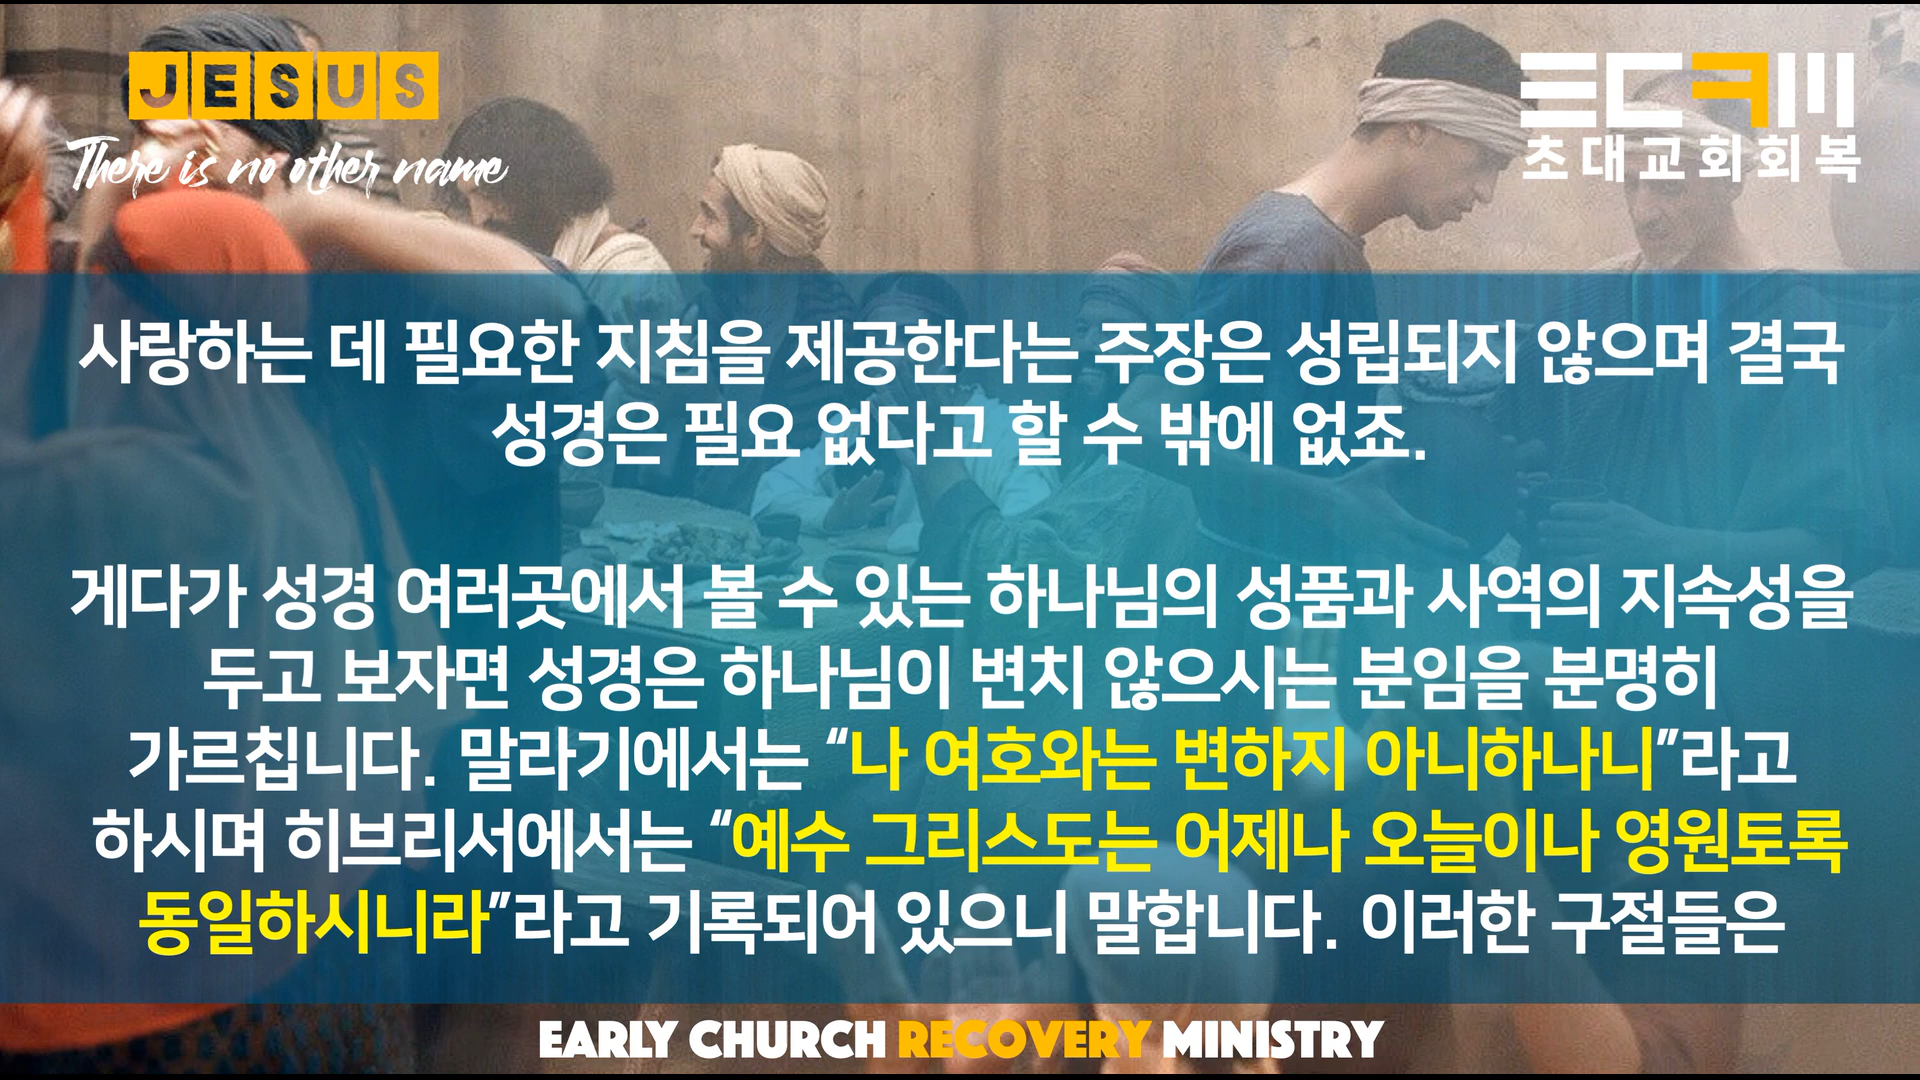 JESUS
There is no other name
초대교회회복
사랑하는 데 필요한 지침을 제공한다는 주장은 성립되지 않으며 결국
성경은 필요 없다고 할 수 밖에 없죠.
게다가 성경 여러곳에서 볼 수 있는 하나님의 성품과 사역의 지속성을
두고 보자면 성경은 하나님이 변치 않으시는 분임을 분명히
가르칩니다. 말라기에서는 “나 여호와는 변하지 아니하나니”라고
하시며 히브리서에서는 “예수 그리스도는 어제나 오늘이나 영원토록
동일하시니라”라고 기록되어 있으니 말합니다. 이러한 구절들은
EARLY CHURCH RECOVERY MINISTRY